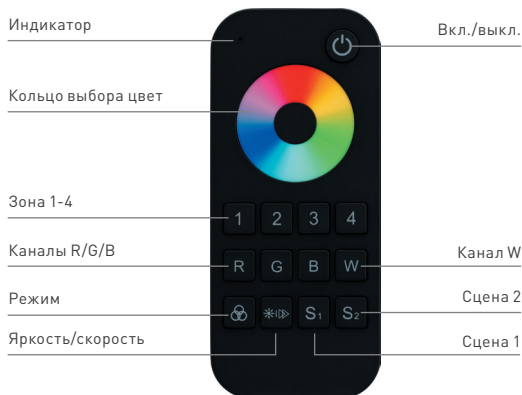 Индикатор
Вкл./выкл.
Кольцо выбора цвет
Зона 1-4
1 2 3 4
Каналы R/G/B
R G B W
Канал W
Режим
Сцена 2
S1 S2
Яркость/скорость
Сцена 1